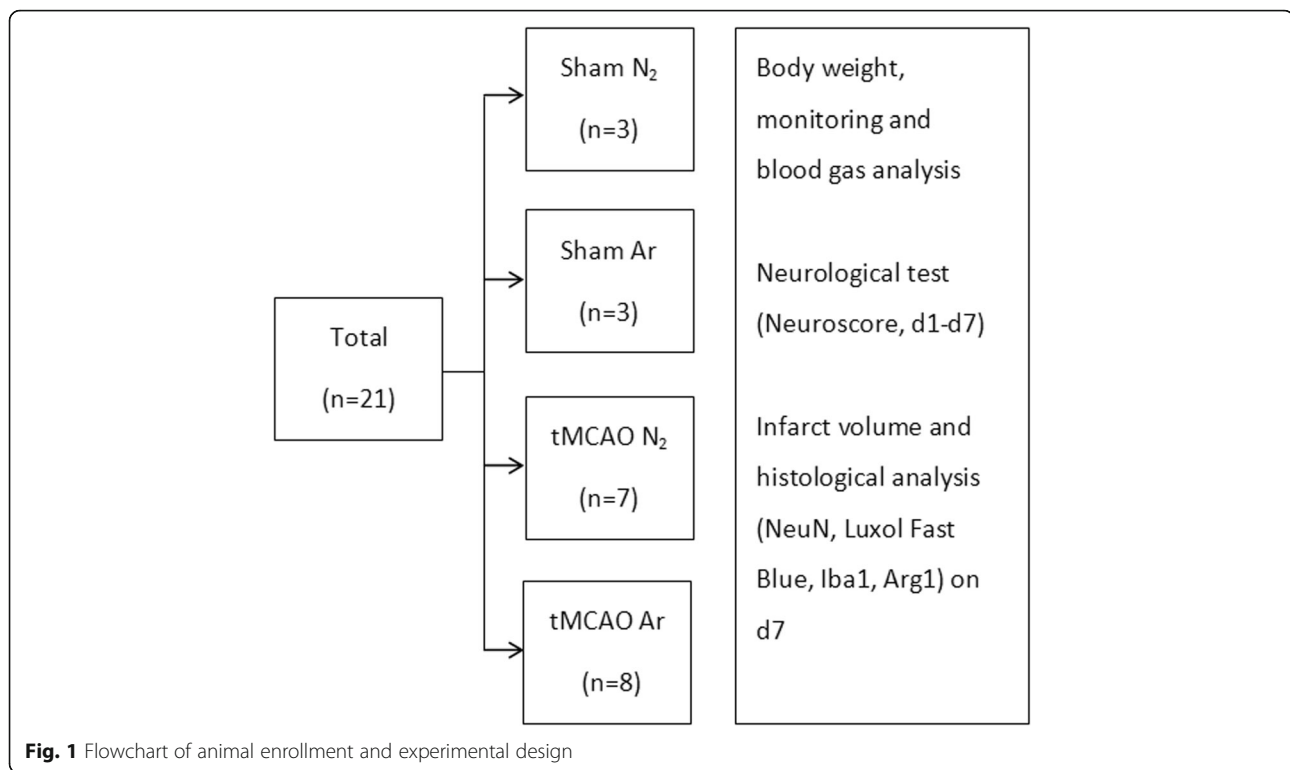 Sham N₂
(n=3)
Sham Ar
(n=3)
Total
(n=21)
tMCAO N₂
(n=7)
tMCAO Ar
(n=8)
Body weight,
monitoring and
blood gas analysis
Neurological test
(Neuroscore, d1-d7)
Infarct volume and
histological analysis
(NeuN, Luxol Fast
Blue, Iba1, Arg1) on
d7
Fig. 1 Flowchart of animal enrollment and experimental design